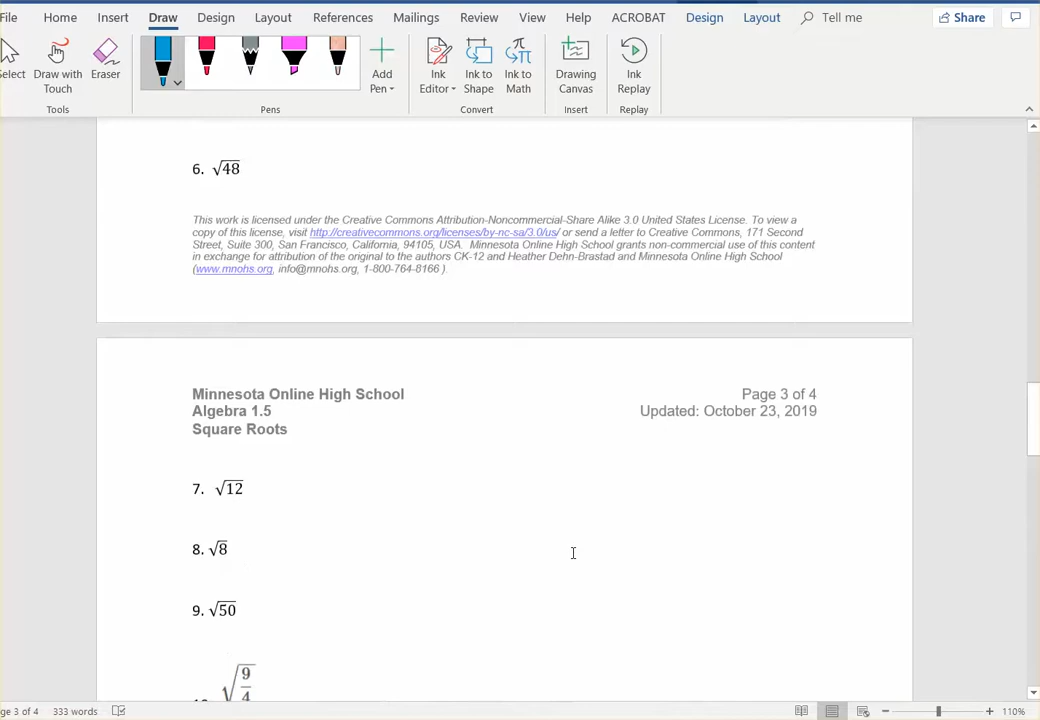 File Home Insert Draw Design Layout References Mailings Review View Help ACROBAT Design Layout Tell me Share
Select Draw with Touch Eraser Add Pen Ink Editor Ink to Shape Ink to Math Drawing Canvas Ink Replay
Tools Pens Convert Insert Replay
6. √48
This work is licensed under the Creative Commons Attribution-Noncommercial-Share Alike 3.0 United States License. To view a
copy of this license, visit http://creativecommons.org/licenses/by-nc-sa/3.0/us/ or send a letter to Creative Commons, 171 Second
Street, Suite 300, San Francisco, California, 94105, USA. Minnesota Online High School grants non-commercial use of this content
in exchange for attribution of the original to the authors CK-12 and Heather Dehn-Brastad and Minnesota Online High School
(www.mnohs.org, info@mnohs.org, 1-800-764-8166 ).
Minnesota Online High School Page 3 of 4
Algebra 1.5 Updated: October 23, 2019
Square Roots
7. √12
8. √8
9. √50
√9/4
age 3 of 4 333 words 110%